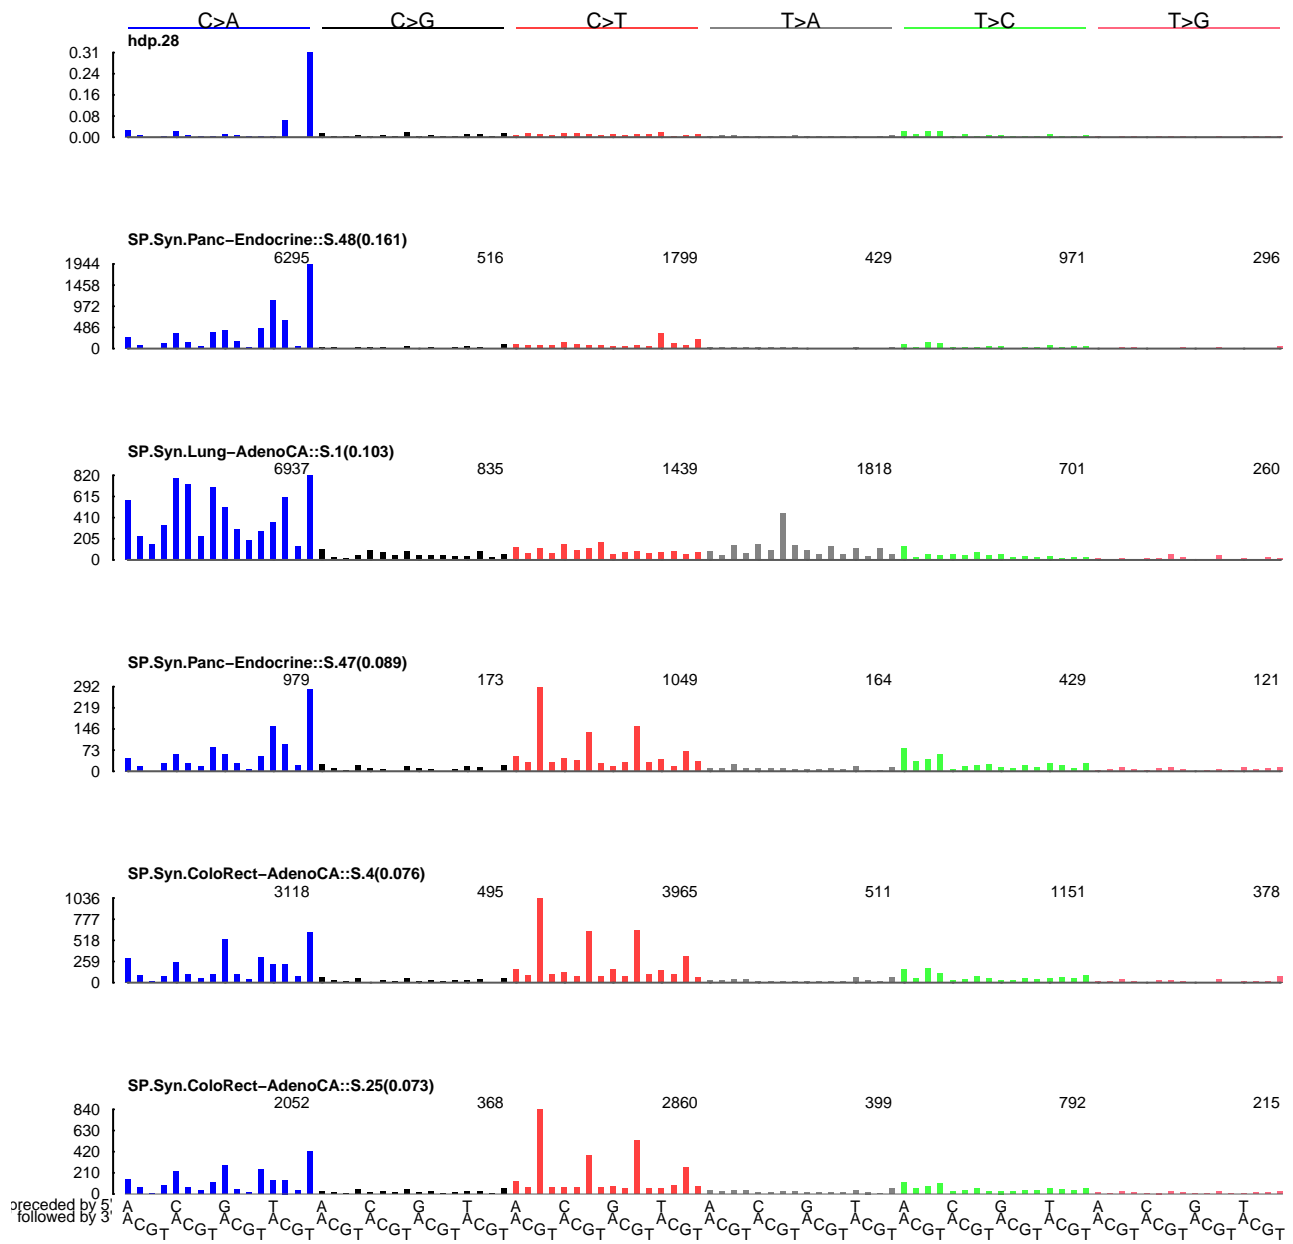 C>A C>G C>T T>A T>C T>G
hdp.28
0.31
0.24
0.16
0.08
0.00
SP.Syn.Panc−Endocrine::S.48(0.161)
6295 516 1799 429 971 296
1944
1458
972
486
0
SP.Syn.Lung−AdenoCA::S.1(0.103)
6937 835 1439 1818 701 260
820
615
410
205
0
SP.Syn.Panc−Endocrine::S.47(0.089)
979 173 1049 164 429 121
292
219
146
73
0
SP.Syn.ColoRect−AdenoCA::S.4(0.076)
3118 495 3965 511 1151 378
1036
777
518
259
0
SP.Syn.ColoRect−AdenoCA::S.25(0.073)
2052 368 2860 399 792 215
840
630
420
210
0
preceded by 5' A C G T A C G T A C G T A C G T A C G T A C G T
followed by 3' A C G T A C G T A C G T A C G T A C G T A C G T A C G T A C G T A C G T A C G T A C G T A C G T A C G T A C G T A C G T A C G T A C G T A C G T A C G T A C G T A C G T A C G T A C G T A C G T